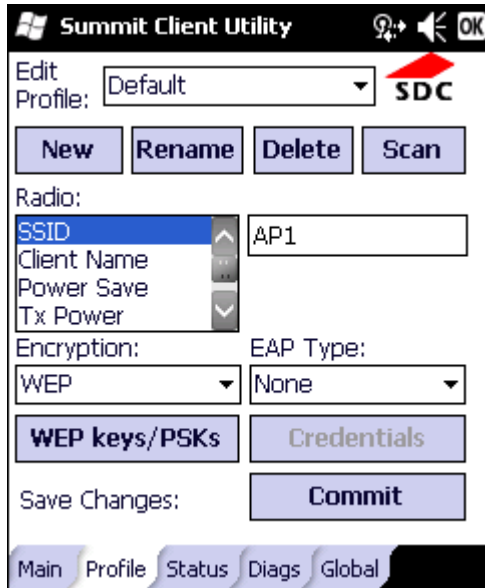 Summit Client Utility OK
Edit
Profile: Default
SDC
New Rename Delete Scan
Radio:
SSID AP1
Client Name
Power Save
Tx Power
Encryption: EAP Type:
WEP None
WEP keys/PSKs Credentials
Save Changes: Commit
Main Profile Status Diags Global